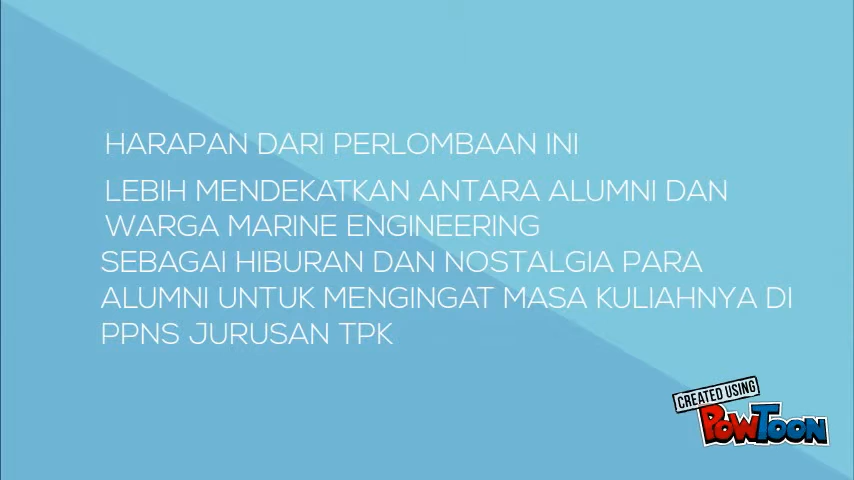 HARAPAN DARI PERLOMBAAN INI
LEBIH MENDEKATKAN ANTARA ALUMNI DAN
WARGA MARINE ENGINEERING
SEBAGAI HIBURAN DAN NOSTALGIA PARA
ALUMNI UNTUK MENGINGAT MASA KULIAHNYA DI
PPNS JURUSAN TPK
CREATED USING
POWTOON